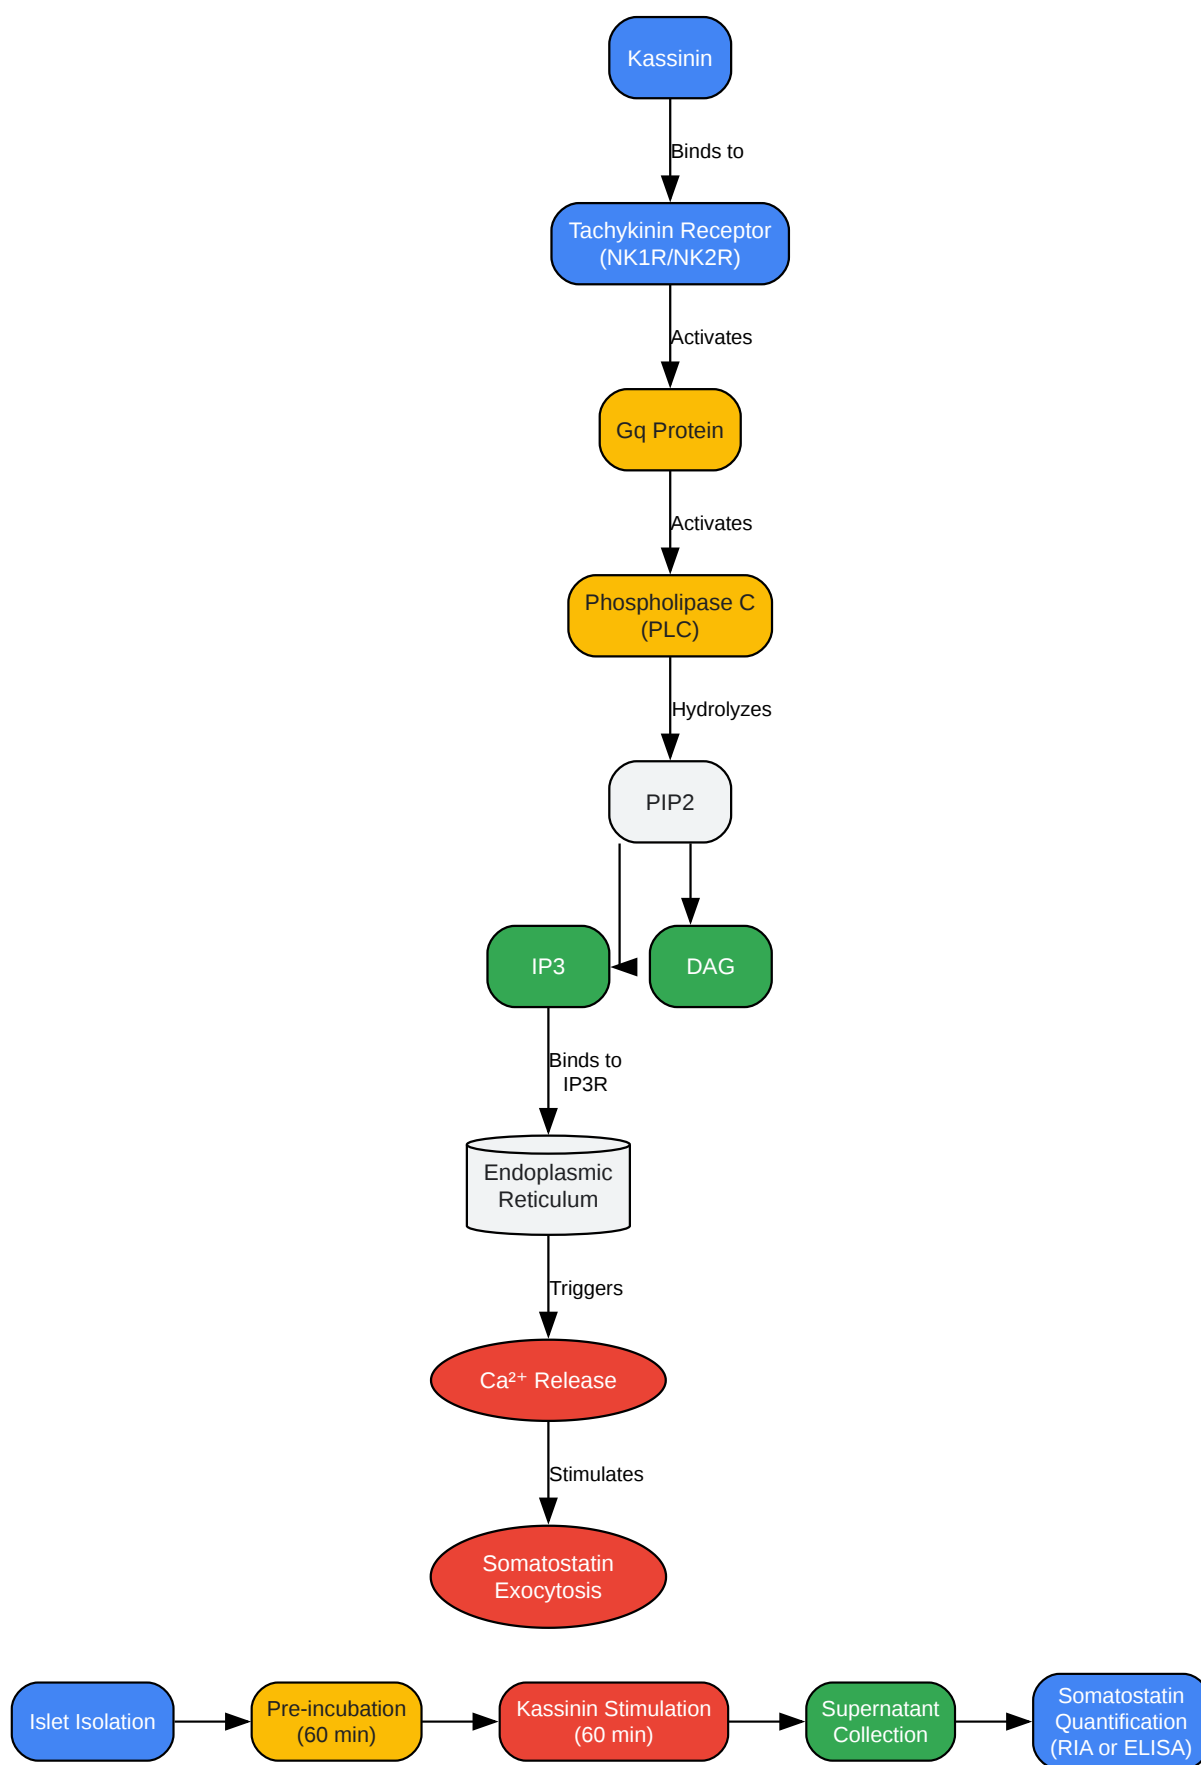 Kassinin
Binds to
Tachykinin Receptor
(NK1R/NK2R)
Activates
Gq Protein
Activates
Phospholipase C
(PLC)
Hydrolyzes
PIP2
IP3
DAG
Binds to
IP3R
Endoplasmic
Reticulum
Triggers
Ca²⁺ Release
Stimulates
Somatostatin
Exocytosis
Islet Isolation
Pre-incubation
(60 min)
Kassinin Stimulation
(60 min)
Supernatant
Collection
Somatostatin
Quantification
(RIA or ELISA)